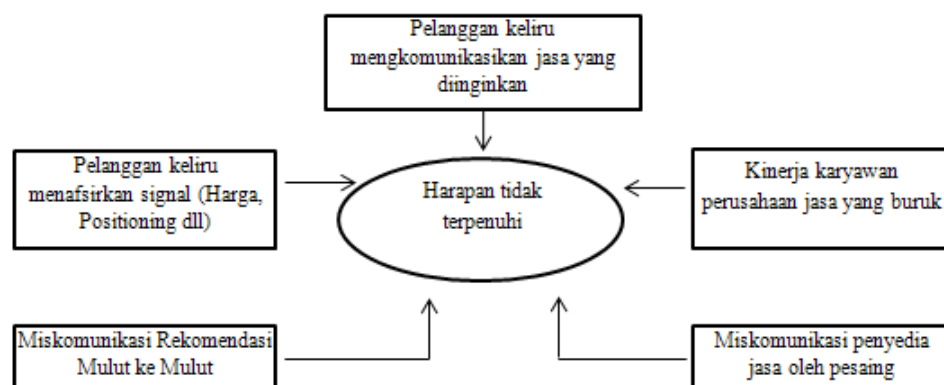 Pelanggan keliru
mengkomunikasikan jasa yang
diinginkan
Pelanggan keliru
menafsirkan signal (Harga,
Positioning dll)
Harapan tidak
terpenuhi
Kinerja karyawan
perusahaan jasa yang buruk
Miskomunikasi Rekomendasi
Mulut ke Mulut
Miskomunikasi penyedia
jasa oleh pesaing